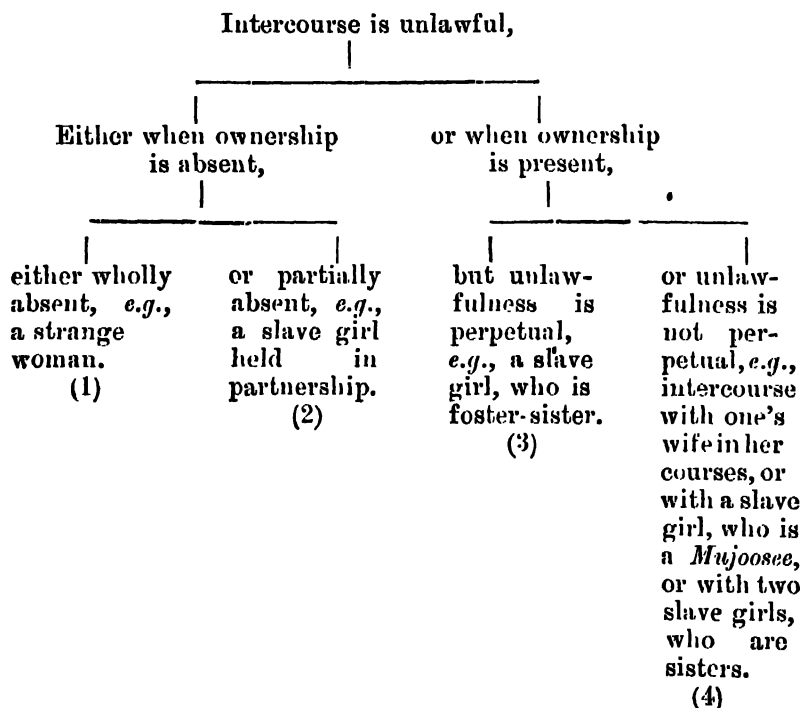 Intercourse is unlawful,
Either when ownership
is absent,
or when ownership
is present,
either wholly
absent, e.g.,
a strange
woman.
(1)
or partially
absent, e.g.,
a slave girl
held in
partnership.
(2)
but unlaw-
fulness is
perpetual,
e.g., a slave
girl, who is
foster-sister.
(3)
or unlaw-
fulness is
not per-
petual, e.g.,
intercourse
with one's
wife in her
courses, or
with a slave
girl, who is
a Mujoosee,
or with two
slave girls,
who are
sisters.
(4)